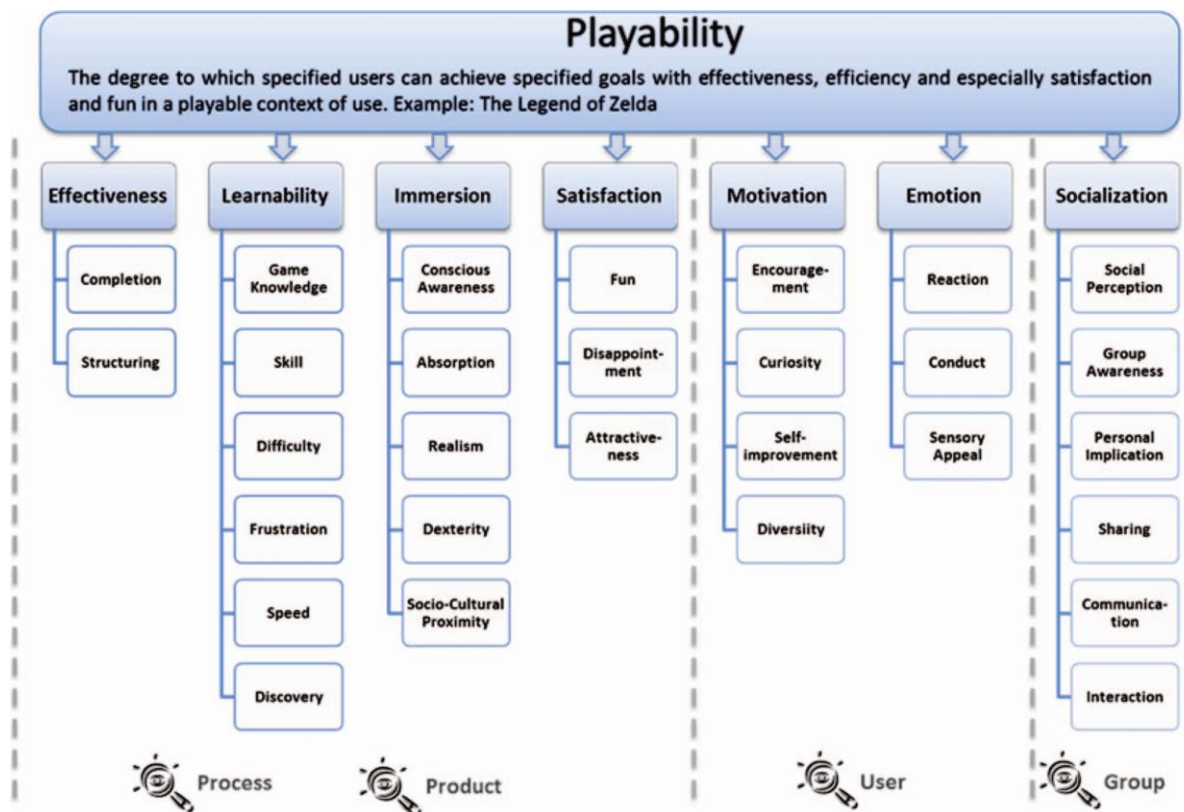 Playability
The degree to which specified users can achieve specified goals with effectiveness, efficiency and especially satisfaction
and fun in a playable context of use. Example: The Legend of Zelda
Effectiveness
Completion
Structuring
Learnability
Game
Knowledge
Skill
Difficulty
Frustration
Speed
Discovery
Immersion
Conscious
Awareness
Absorption
Realism
Dexterity
Socio-Cultural
Proximity
Satisfaction
Fun
Disappoint-
ment
Attractive-
ness
Motivation
Encourage-
ment
Curiosity
Self-
improvement
Diversiity
Emotion
Reaction
Conduct
Sensory
Appeal
Socialization
Social
Perception
Group
Awareness
Personal
Implication
Sharing
Communica-
tion
Interaction
Process
Product
User
Group